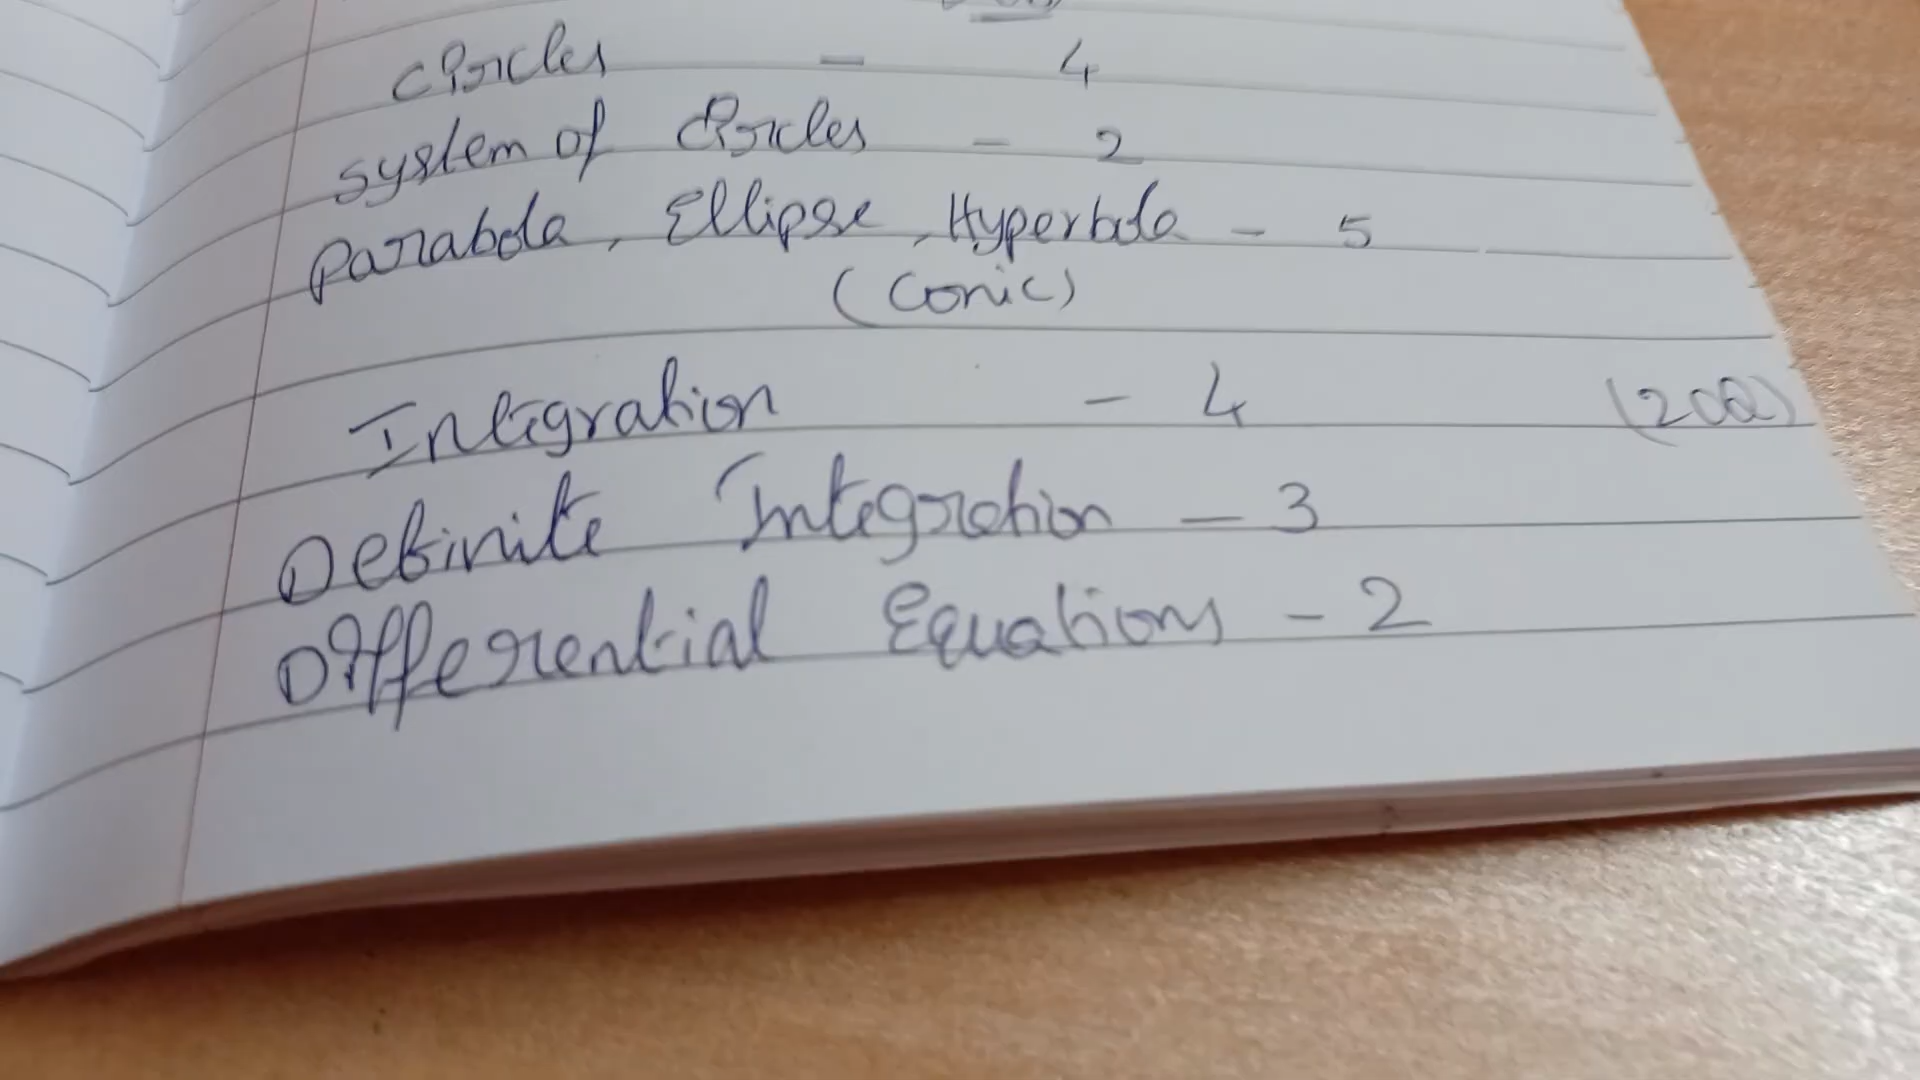 Circles - 4
System of Circles - 2
Parabola, Ellipse, Hyperbola - 5
(Conic)
Integration - 4 (20Q)
Definite Integration - 3
Differential Equations - 2